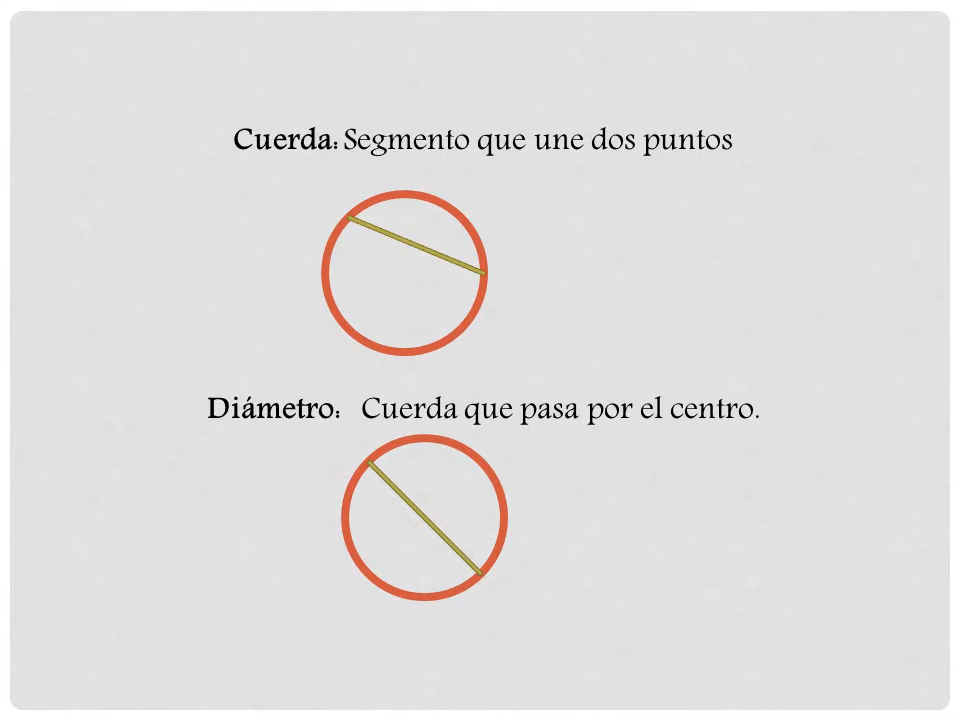 Cuerda: Segmento que une dos puntos
Diámetro: Cuerda que pasa por el centro.